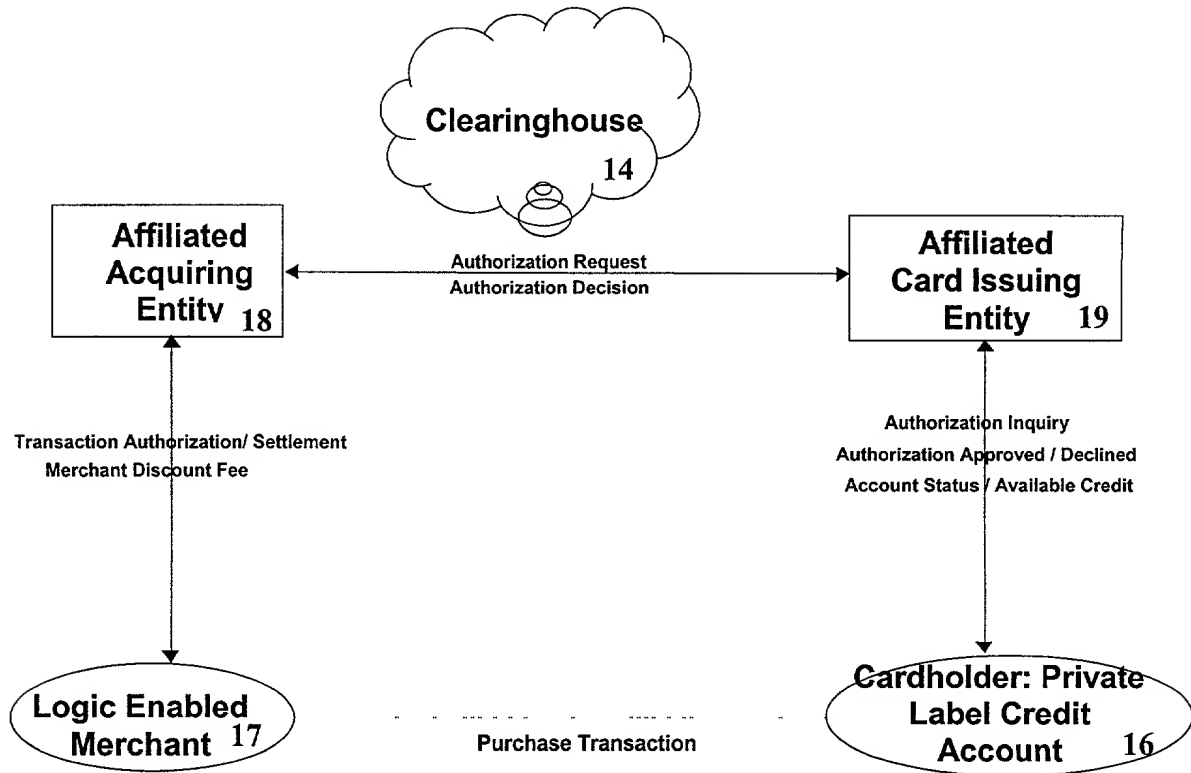 Clearinghouse
14
Affiliated
Acquiring
Entity 18
Authorization Request
Authorization Decision
Affiliated
Card Issuing
Entity 19
Transaction Authorization/ Settlement
Merchant Discount Fee
Authorization Inquiry
Authorization Approved / Declined
Account Status / Available Credit
Logic Enabled
Merchant 17
Purchase Transaction
Cardholder: Private
Label Credit
Account 16